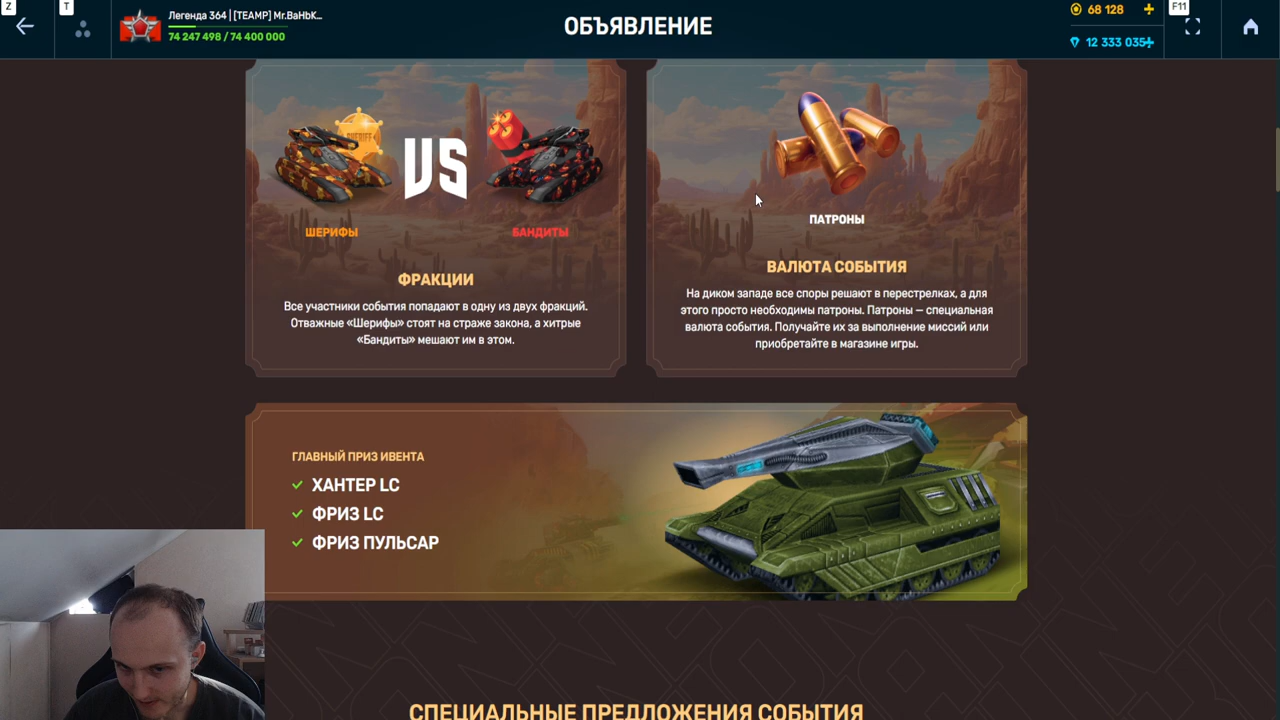 Z
T
Легенда 364 | [TEAMP] Mr.BaHbK...
74 247 498 / 74 400 000
ОБЪЯВЛЕНИЕ
68 128
12 333 035
F11
SHERIFF
VS
ШЕРИФЫ
БАНДИТЫ
ФРАКЦИИ
Все участники события попадают в одну из двух фракций.
Отважные «Шерифы» стоят на страже закона, а хитрые
«Бандиты» мешают им в этом.
ПАТРОНЫ
ВАЛЮТА СОБЫТИЯ
На диком западе все споры решают в перестрелках, а для
этого просто необходимы патроны. Патроны — специальная
валюта события. Получайте их за выполнение миссий или
приобретайте в магазине игры.
ГЛАВНЫЙ ПРИЗ ИВЕНТА
ХАНТЕР LC
ФРИЗ LC
ФРИЗ ПУЛЬСАР
СПЕЦИАЛЬНЫЕ ПРЕДЛОЖЕНИЯ СОБЫТИЯ